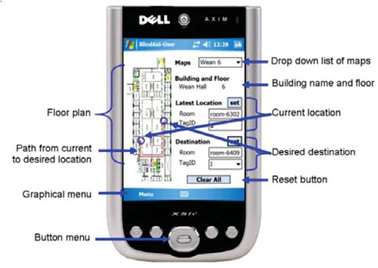 DELL AXIM
BlindAid-User 12:28 ok
Maps Wean 6
Drop down list of maps
Building and Floor
Wean Hall 6
Building name and floor
Latest Location set
Room room-6302
TagID
Current location
Floor plan
Desired destination
Destination
Room room-6409
TagID 1
Path from current
to desired location
Clear All
Reset button
Graphical menu
Menu
X51v
Button menu